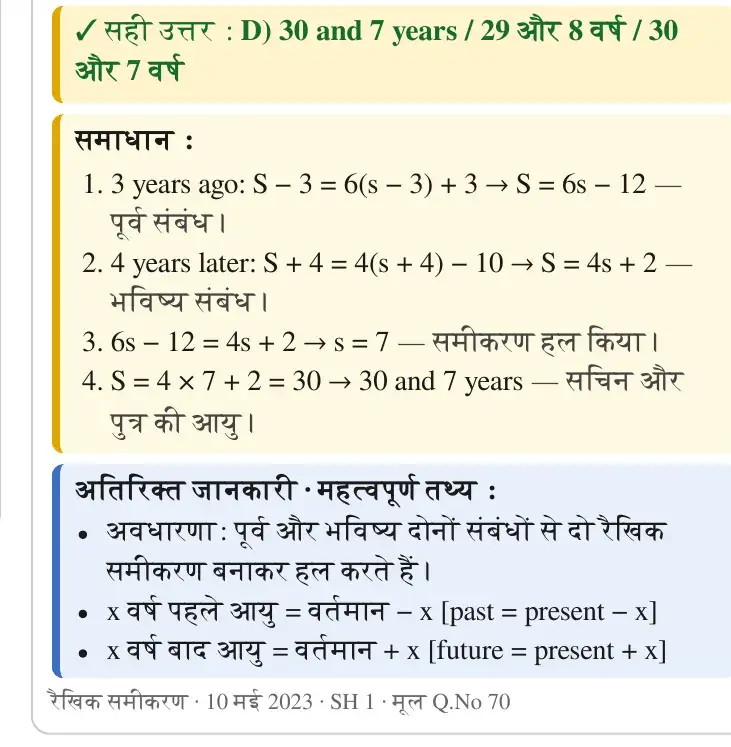 ✓ सही उत्तर : D) 30 and 7 years / 29 और 8 वर्ष / 30
और 7 वर्ष
समाधान :
1. 3 years ago: S − 3 = 6(s − 3) + 3 → S = 6s − 12 —
पूर्व संबंध।
2. 4 years later: S + 4 = 4(s + 4) − 10 → S = 4s + 2 —
भविष्य संबंध।
3. 6s − 12 = 4s + 2 → s = 7 — समीकरण हल किया।
4. S = 4 × 7 + 2 = 30 → 30 and 7 years — सचिन और
पुत्र की आयु।
अतिरिक्त जानकारी · महत्वपूर्ण तथ्य :
• अवधारणा : पूर्व और भविष्य दोनों संबंधों से दो रैखिक
समीकरण बनाकर हल करते हैं।
• x वर्ष पहले आयु = वर्तमान − x [past = present − x]
• x वर्ष बाद आयु = वर्तमान + x [future = present + x]
रैखिक समीकरण · 10 मई 2023 · SH 1 · मूल Q.No 70